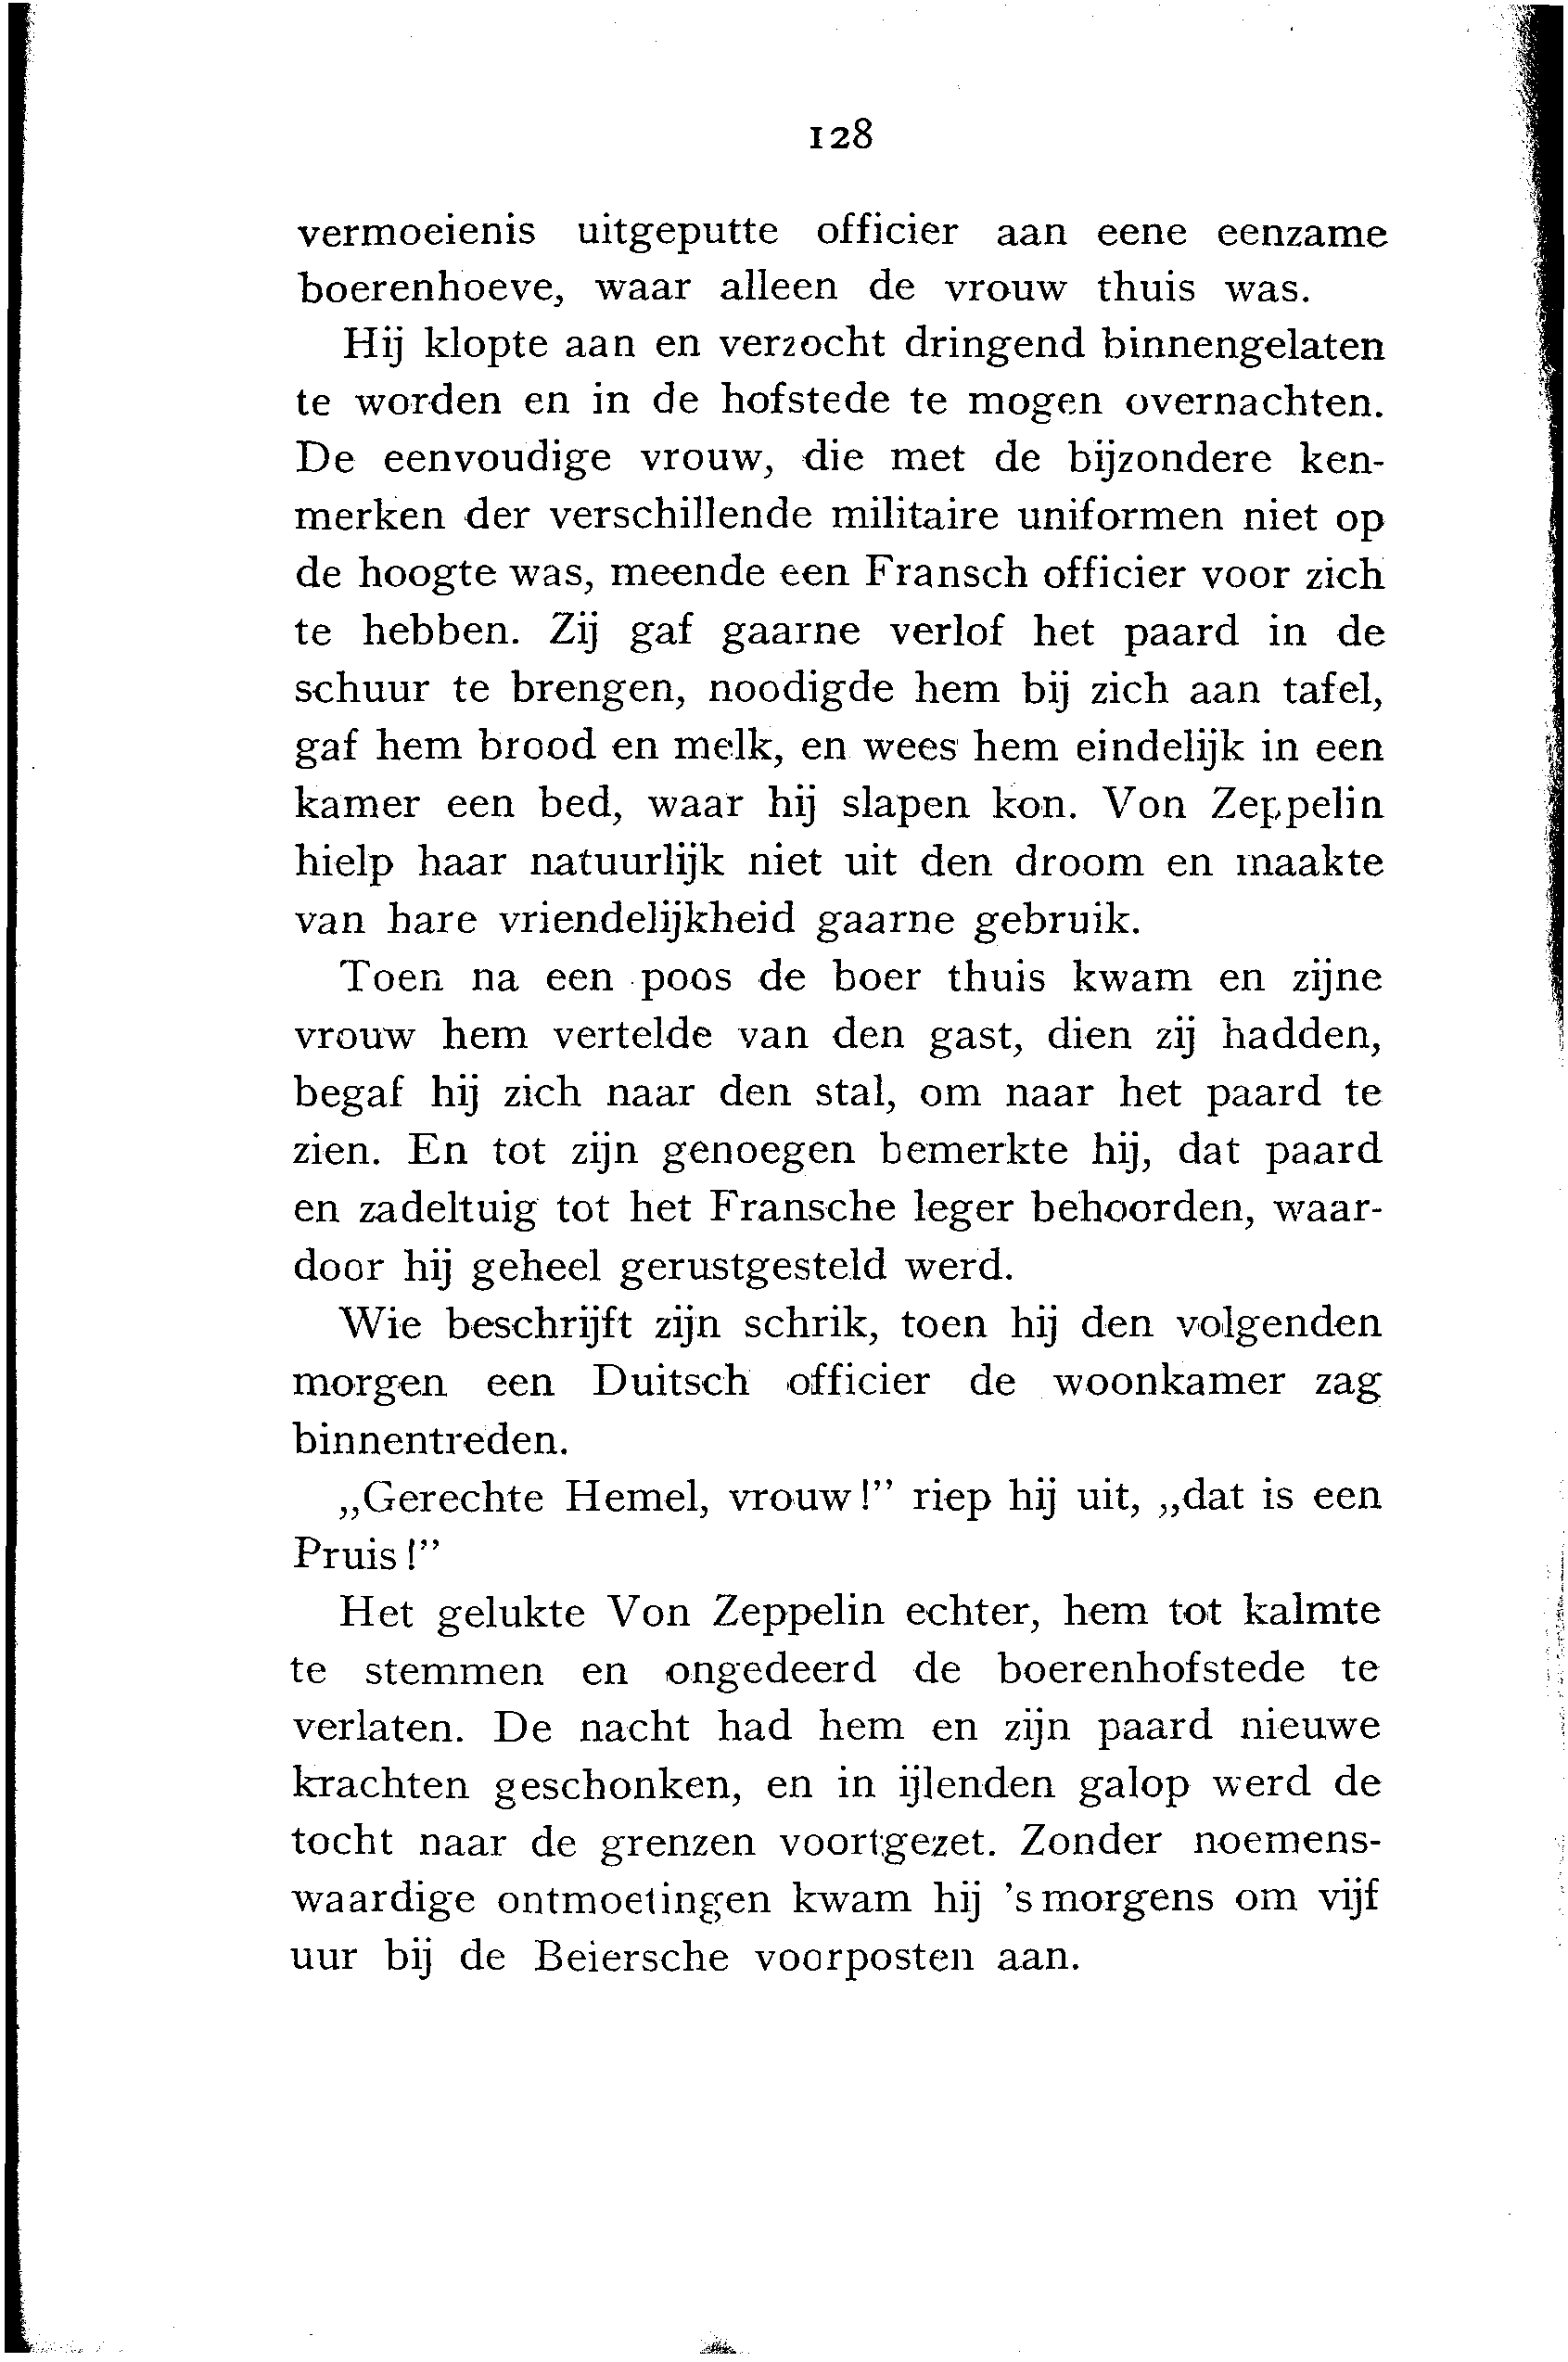 128
vermoeienis uitgeputte officier aan eene eenzame
boerenhoeve, waar alleen de vrouw thuis was.
Hij klopte aan en verzocht dringend binnengelaten
te worden en in de hofstede te mogen overnachten.
De eenvoudige vrouw, die met de bijzondere ken-
merken der verschillende militaire uniformen niet op
de hoogte was, meende een Fransch officier voor zich
te hebben. Zij gaf gaarne verlof het paard in de
schuur te brengen, noodigde hem bij zich aan tafel,
gaf hem brood en melk, en wees hem eindelijk in een
kamer een bed, waar hij slapen kon. Von Zeppelin
hielp haar natuurlijk niet uit den droom en maakte
van hare vriendelijkheid gaarne gebruik.
Toen na een poos de boer thuis kwam en zijne
vrouw hem vertelde van den gast, dien zij hadden,
begaf hij zich naar den stal, om naar het paard te
zien. En tot zijn genoegen bemerkte hij, dat paard
en zadeltuig tot het Fransche leger behoorden, waar-
door hij geheel gerustgesteld werd.
Wie beschrijft zijn schrik, toen hij den volgenden
morgen een Duitsch officier de woonkamer zag
binnentreden.
„Gerechte Hemel, vrouw!” riep hij uit, „dat is een
Pruis!”
Het gelukte Von Zeppelin echter, hem tot kalmte
te stemmen en ongedeerd de boerenhofstede te
verlaten. De nacht had hem en zijn paard nieuwe
krachten geschonken, en in ijlenden galop werd de
tocht naar de grenzen voortgezet. Zonder noemens-
waardige ontmoetingen kwam hij 's morgens om vijf
uur bij de Beiersche voorposten aan.